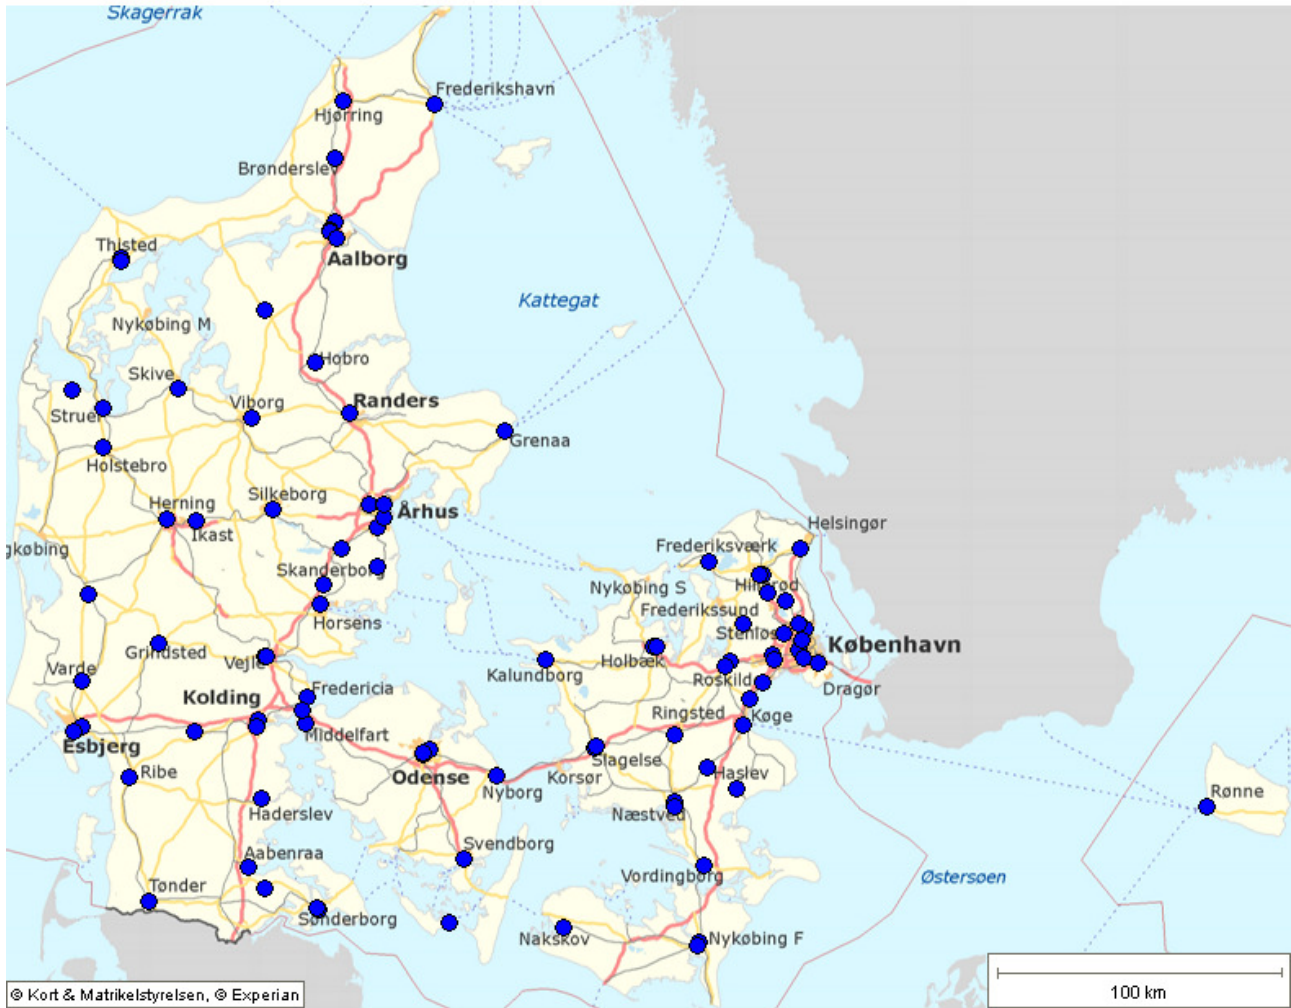 Skagerrak
Frederikshavn
Hjørring
Brønderslev
Thisted
Aalborg
Kattegat
Nykøbing M
Hobro
Skive
Randers
Viborg
Struer
Grenaa
Holstebro
Silkeborg
Herning
Århus
Ikast
Helsingør
gkøbing
Frederiksværk
Skanderborg
Nykøbing S
Hillerød
Frederikssund
Horsens
Stenløse
København
Grindsted
Vejle
Holbæk
Varde
Kalundborg
Roskild
Dragør
Kolding
Fredericia
Ringsted
Køge
Middelfart
Esbjerg
Slagelse
Ribe
Odense
Korsør
Haslev
Nyborg
Rønne
Haderslev
Næstved
Svendborg
Aabenraa
Vordingborg
Østersøen
Tønder
Sønderborg
Nakskov
Nykøbing F
© Kort & Matrikelstyrelsen, © Experian
100 km